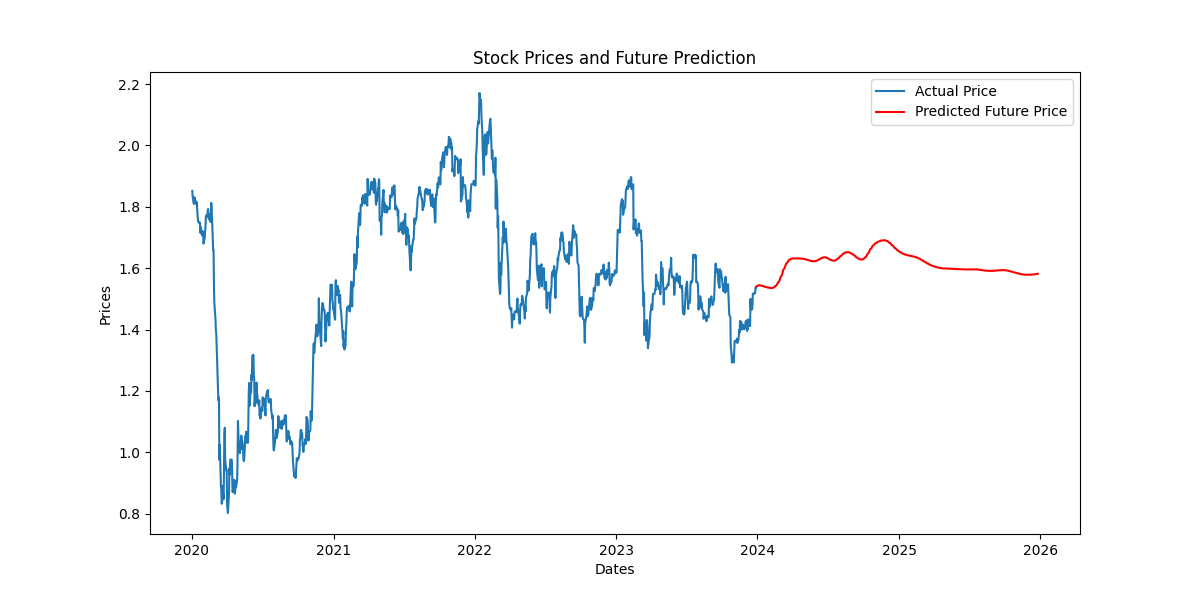 Stock Prices and Future Prediction
Actual Price
Predicted Future Price
Prices
2.2
2.0
1.8
1.6
1.4
1.2
1.0
0.8
2020 2021 2022 2023 2024 2025 2026
Dates